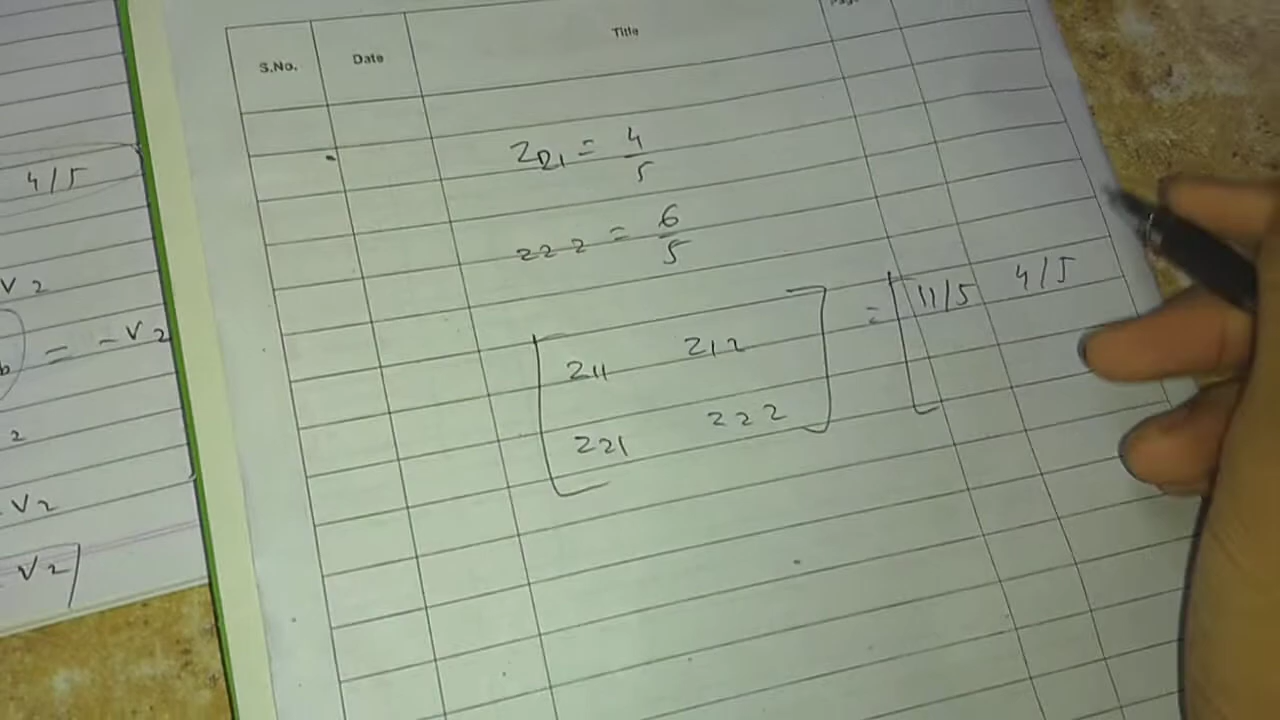 S.No. Date Title
4/5
Z21 = 4/5
V2
Z22 = 6/5
= -V2
[Z11 Z12
Z21 Z22] = [11/5 4/5
2
V2
V2